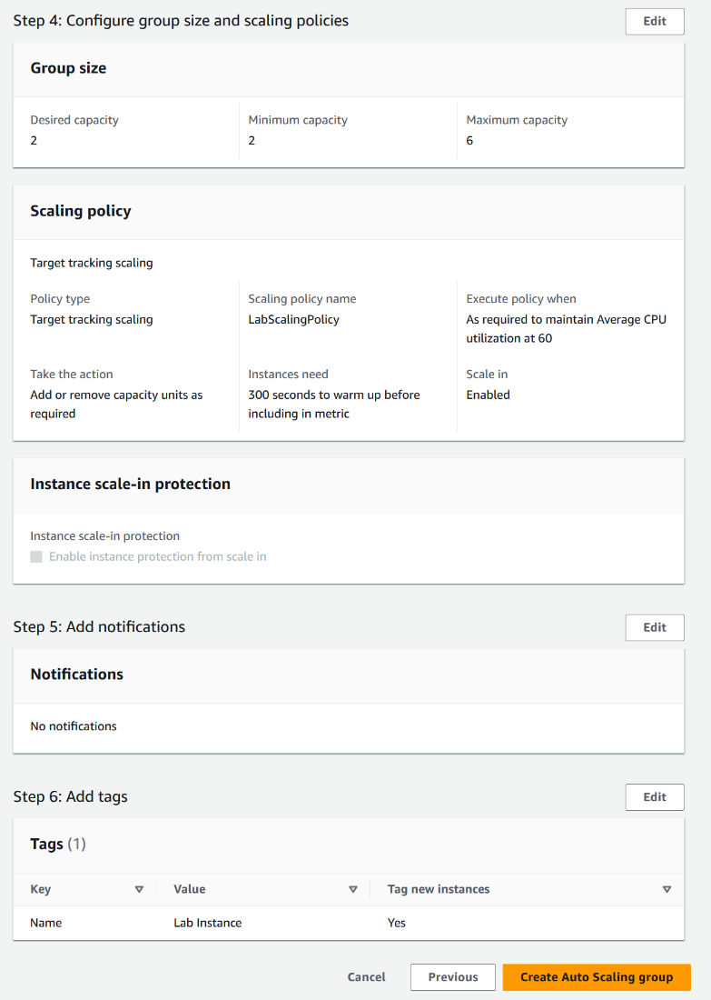 Step 4: Configure group size and scaling policies
Edit
Group size
Desired capacity
Minimum capacity
Maximum capacity
2
2
6
Scaling policy
Target tracking scaling
Policy type
Scaling policy name
Execute policy when
Target tracking scaling
LabScalingPolicy
As required to maintain Average CPU
utilization at 60
Take the action
Instances need
Scale in
Add or remove capacity units as
required
300 seconds to warm up before
including in metric
Enabled
Instance scale-in protection
Instance scale-in protection
Enable instance protection from scale in
Step 5: Add notifications
Edit
Notifications
No notifications
Step 6: Add tags
Edit
Tags (1)
Key
Value
Tag new instances
Name
Lab Instance
Yes
Cancel
Previous
Create Auto Scaling group